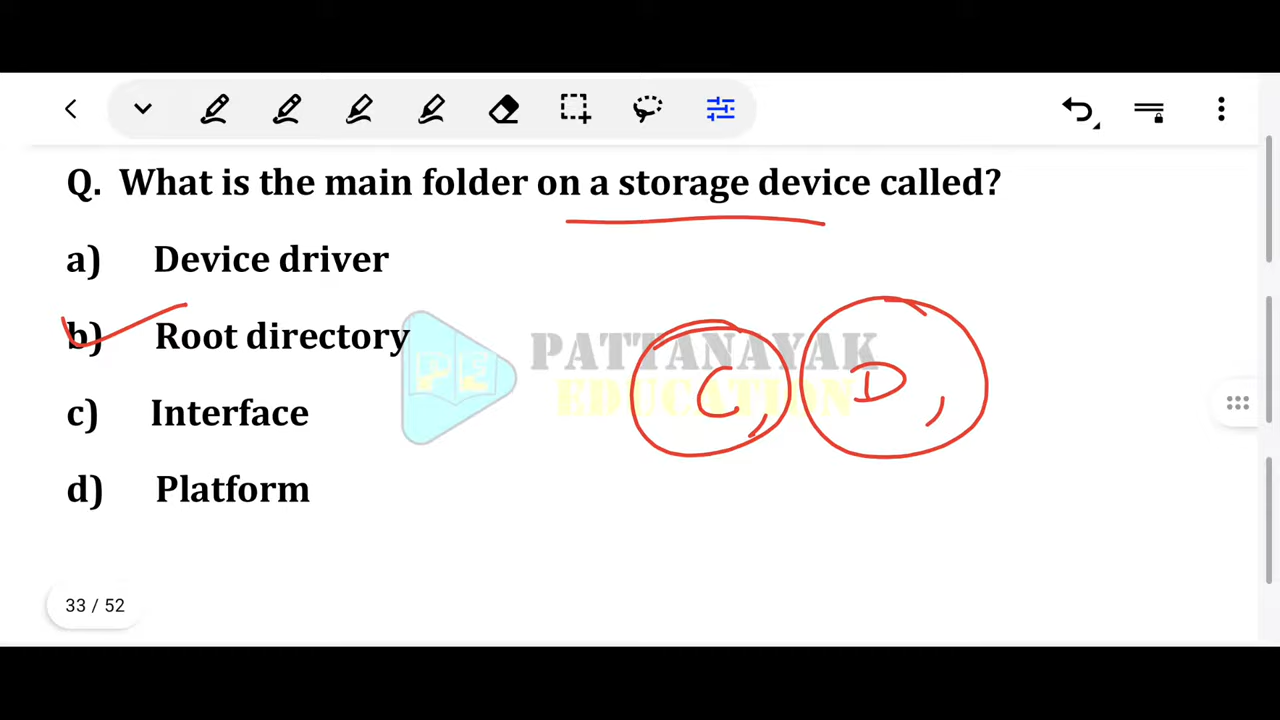 Q. What is the main folder on a storage device called?
a) Device driver
b) Root directory
c) Interface
d) Platform
PATTANAYAK
EDUCATION
PE
C, D,
33 / 52